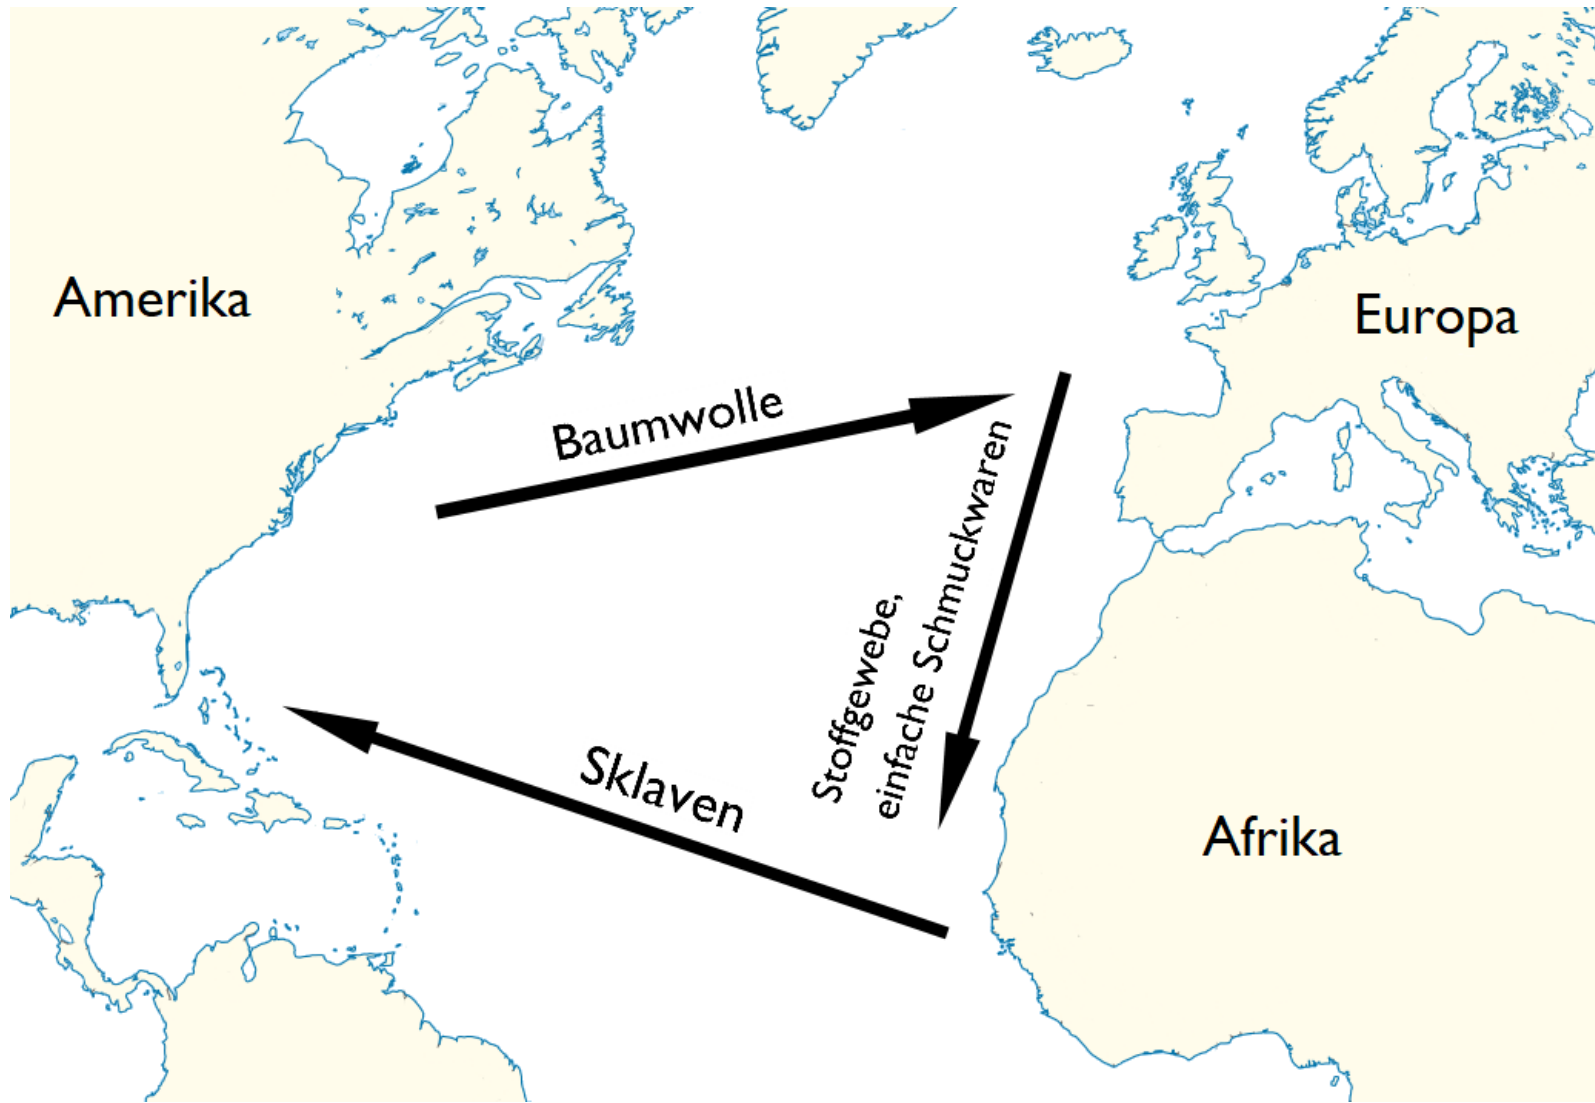 Amerika
Europa
Baumwolle
Stoffgewebe,
einfache Schmuckwaren
Sklaven
Afrika